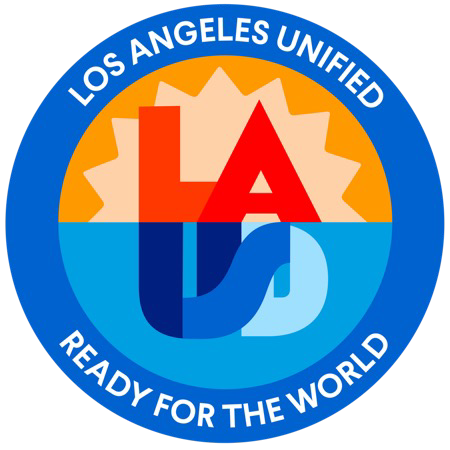 LOS ANGELES UNIFIED
LA
USD
READY FOR THE WORLD